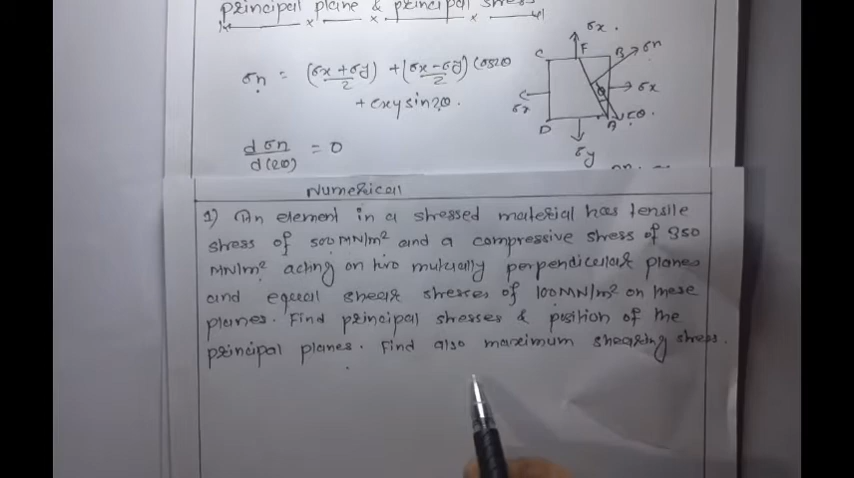 principal plane & principal stress
σn = (σx+σy)/2 + (σx-σy)/2 cos2θ
+ τxy sin2θ.
dσn/d(2θ) = 0
σx.
C F B σn
θ σx
σx
D A τθ.
σy
Numerical
1) An element in a stressed material has tensile
stress of 500 MN/m² and a compressive stress of 350
MN/m² acting on two mutually perpendicular planes
and equal shear stresses of 100 MN/m² on these
planes. Find principal stresses & position of the
principal planes. Find also maximum shearing stress.